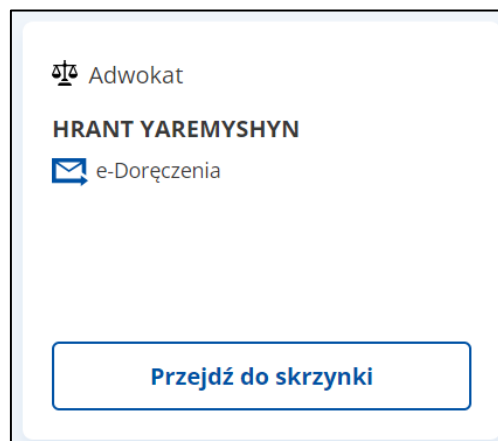 Adwokat
HRANT YAREMYSHYN
e-Doręczenia
Przejdź do skrzynki